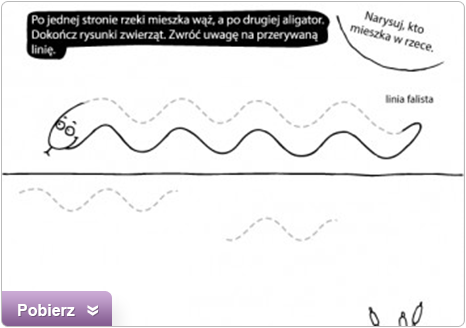 Po jednej stronie rzeki mieszka wąż, a po drugiej aligator.
Dokończ rysunki zwierząt. Zwróć uwagę na przerywaną
linię.
Narysuj, kto
mieszka w rzece.
linia falista
Pobierz